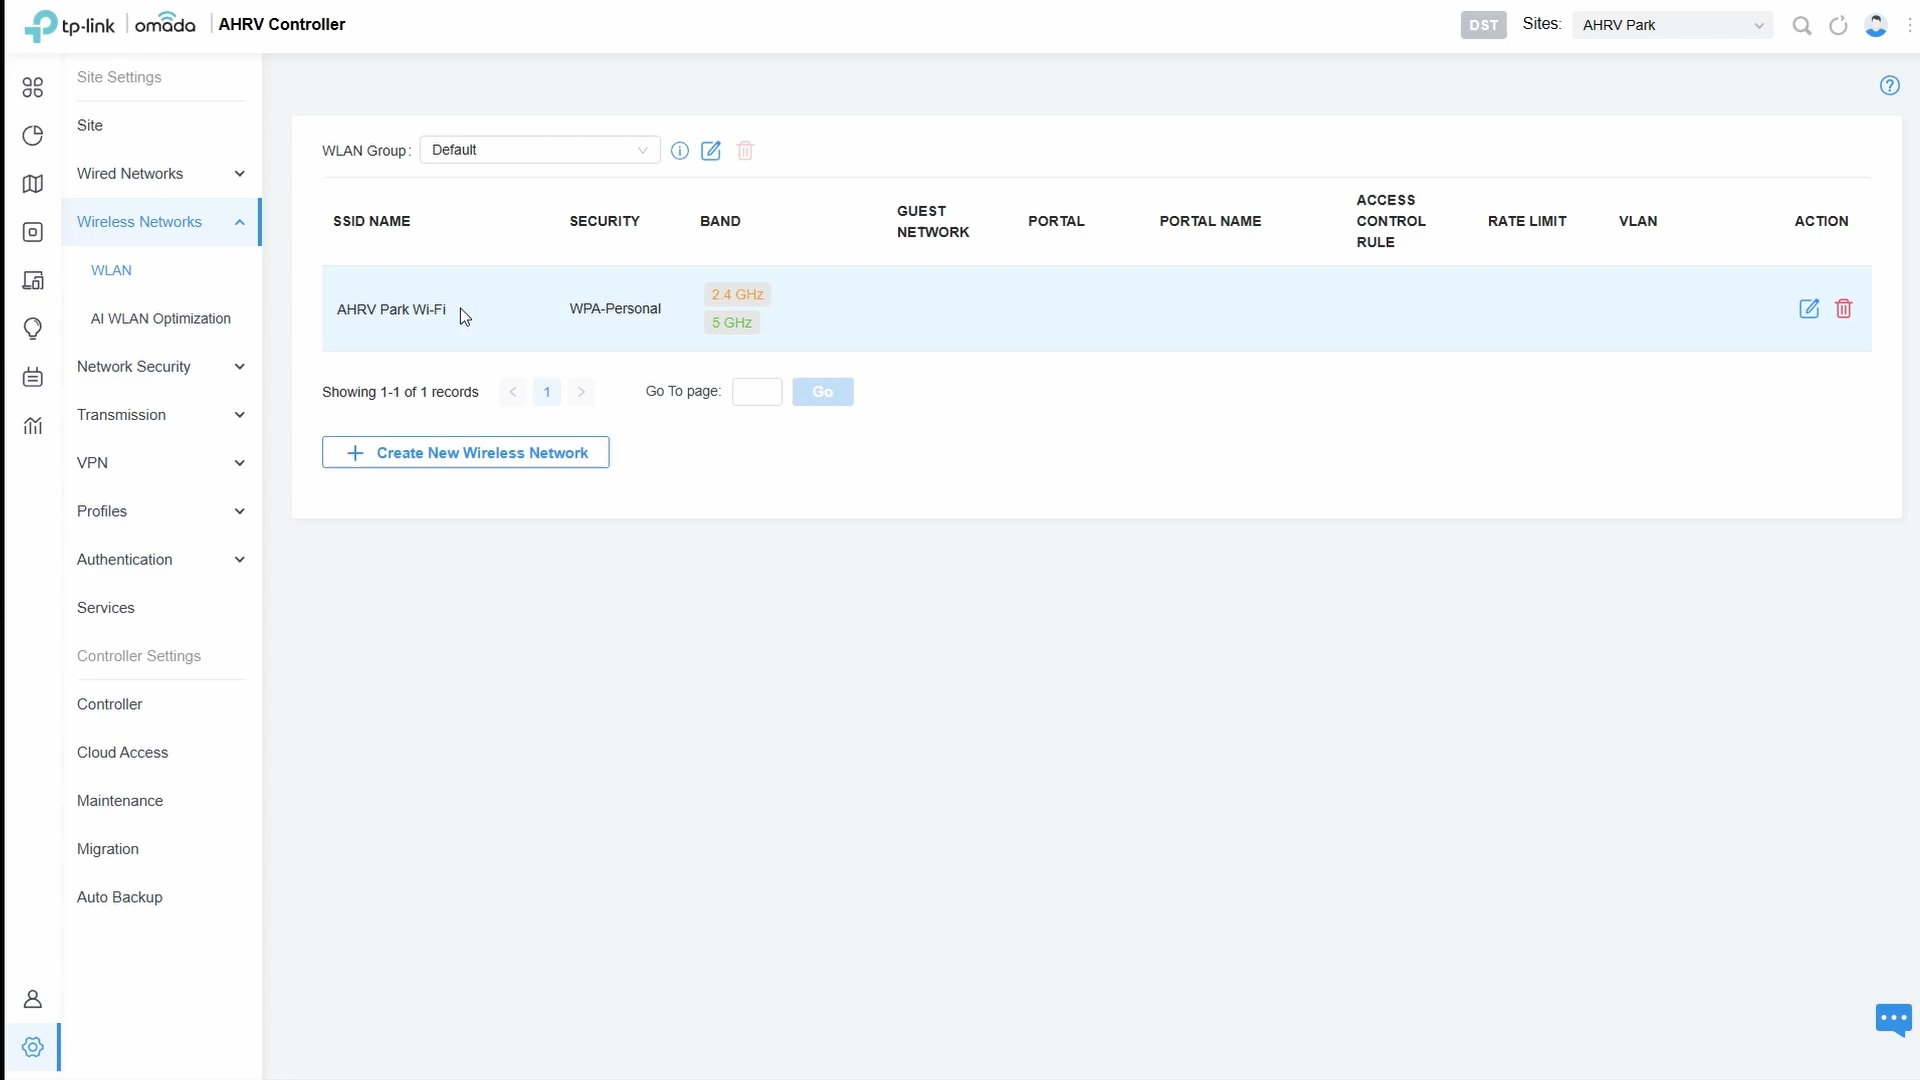 tp-link omada AHRV Controller DST Sites: AHRV Park
Site Settings
Site
Wired Networks
Wireless Networks
WLAN
AI WLAN Optimization
Network Security
Transmission
VPN
Profiles
Authentication
Services
Controller Settings
Controller
Cloud Access
Maintenance
Migration
Auto Backup
WLAN Group: Default
SSID NAME SECURITY BAND GUEST NETWORK PORTAL PORTAL NAME ACCESS CONTROL RULE RATE LIMIT VLAN ACTION
AHRV Park Wi-Fi WPA-Personal 2.4 GHz
5 GHz
Showing 1-1 of 1 records < 1 > Go To page: Go
+ Create New Wireless Network